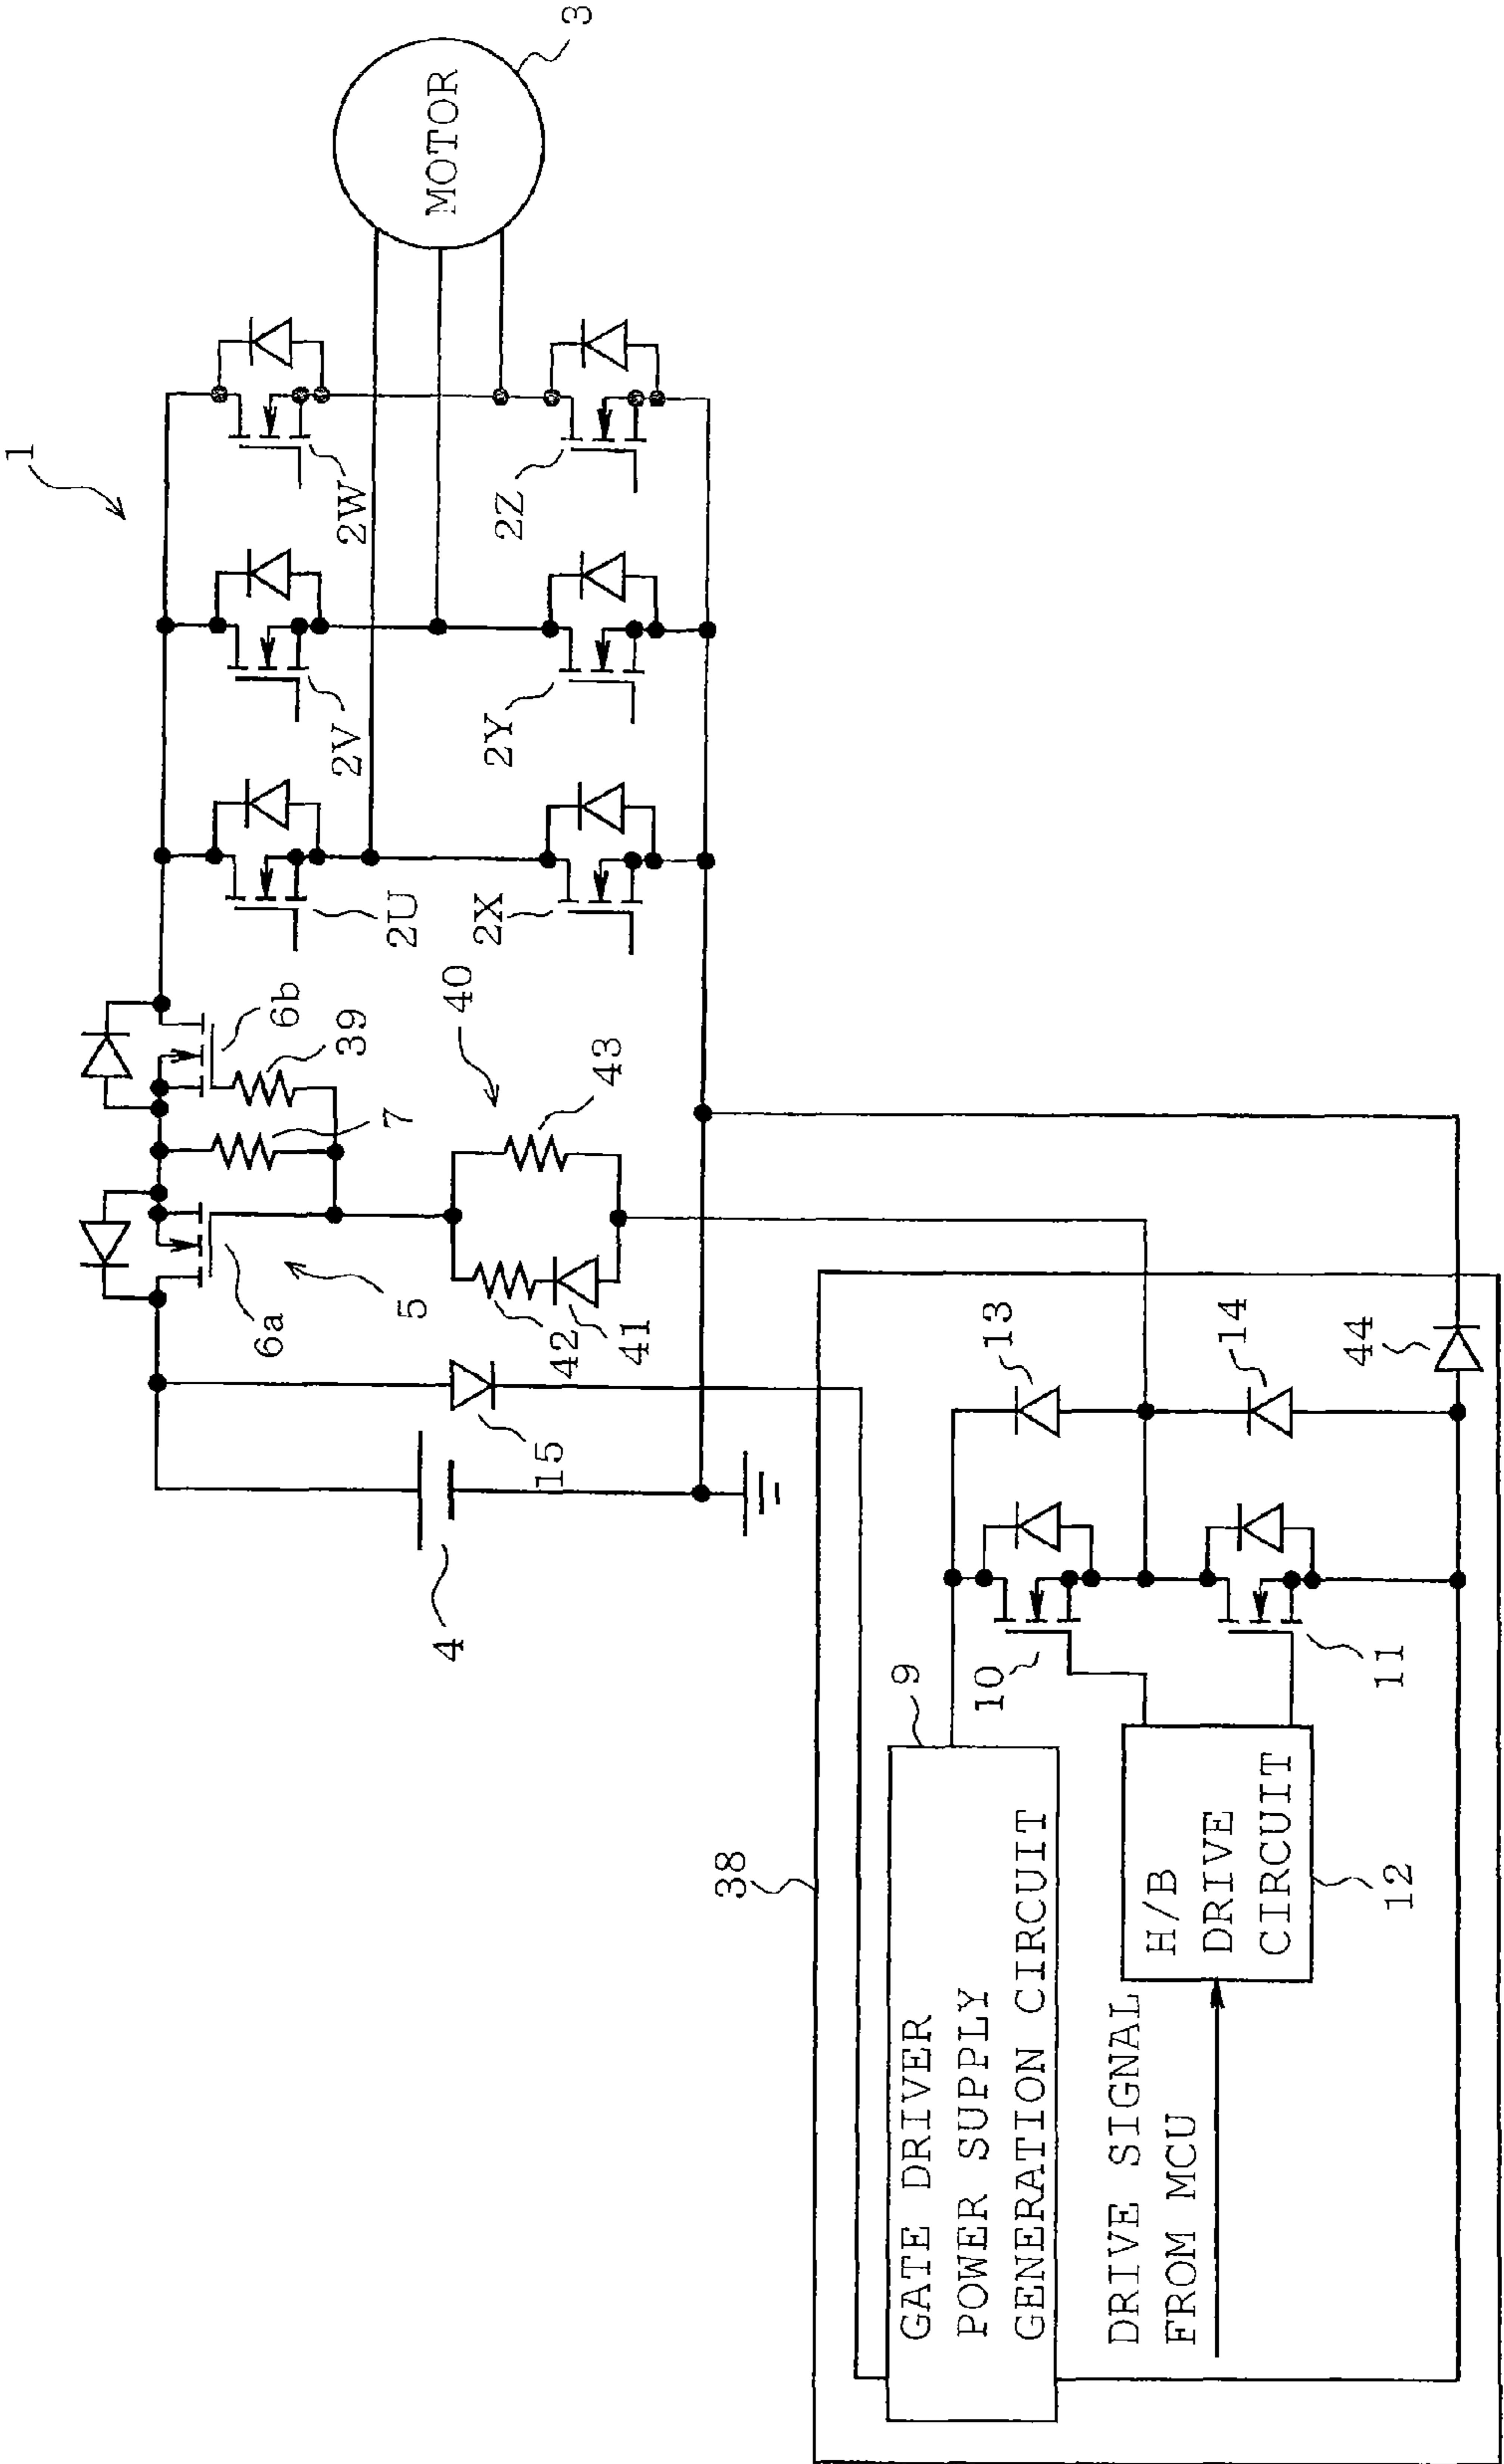 1
3
MOTOR
2W
2Z
2V
2Y
2U
2X
6b
39
7
40
43
6a
5
42
41
15
4
13
14
44
9
10
11
38
GATE DRIVER
POWER SUPPLY
GENERATION CIRCUIT
H/B
DRIVE
CIRCUIT
12
DRIVE SIGNAL
FROM MCU